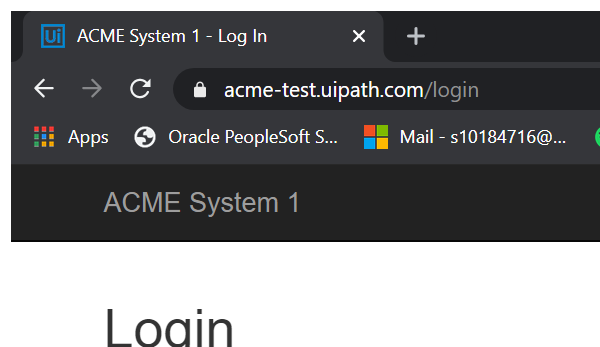 Ui ACME System 1 - Log In
acme-test.uipath.com/login
Apps Oracle PeopleSoft S... Mail - s10184716@...
ACME System 1
Login